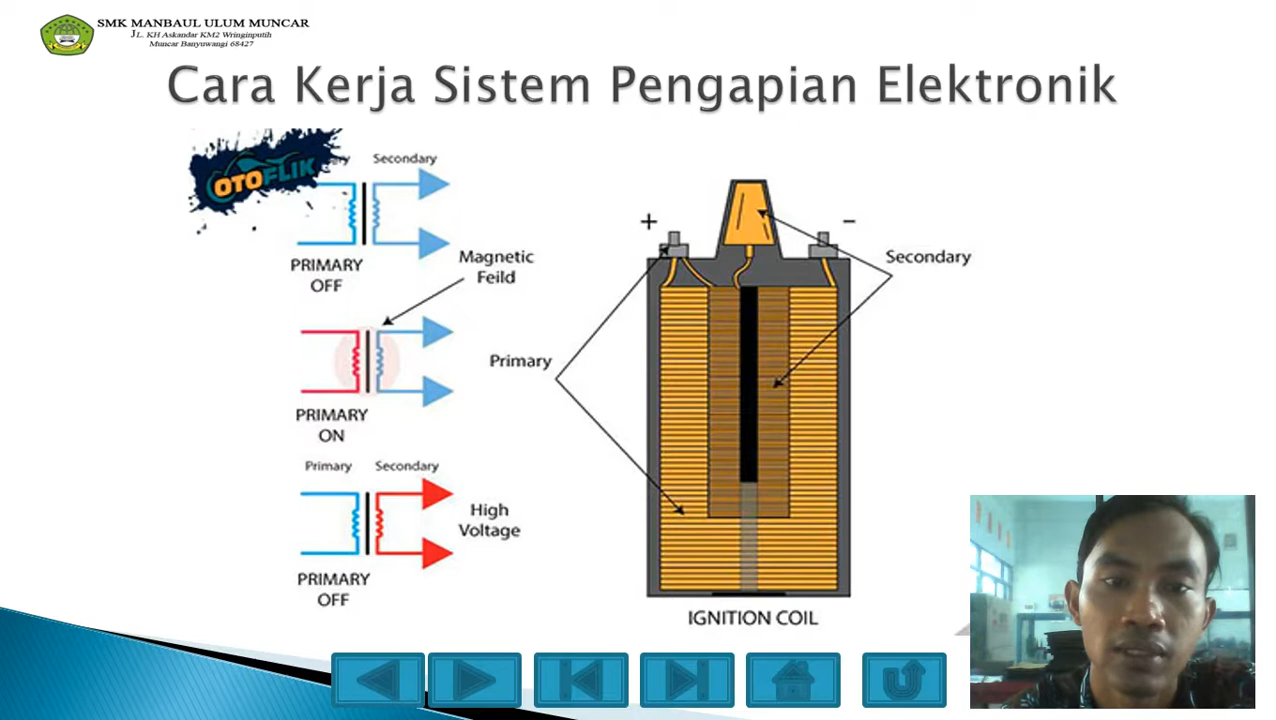 SMK MANBAUL ULUM MUNCAR
JL. KH Askandar KM2 Wringinputih
Muncar Banyuwangi 68427
Cara Kerja Sistem Pengapian Elektronik
OTOFLIK
Secondary
PRIMARY
OFF
Magnetic
Feild
PRIMARY
ON
Primary Secondary
High
Voltage
PRIMARY
OFF
+
−
Secondary
Primary
IGNITION COIL